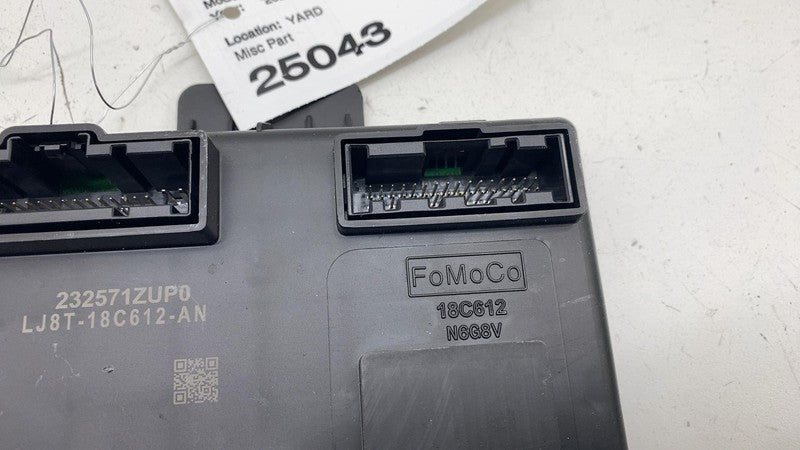 Location: YARD
Misc Part
25043
FoMoCo
18C612
N6G8V
232571ZUP0
LJ8T-18C612-AN